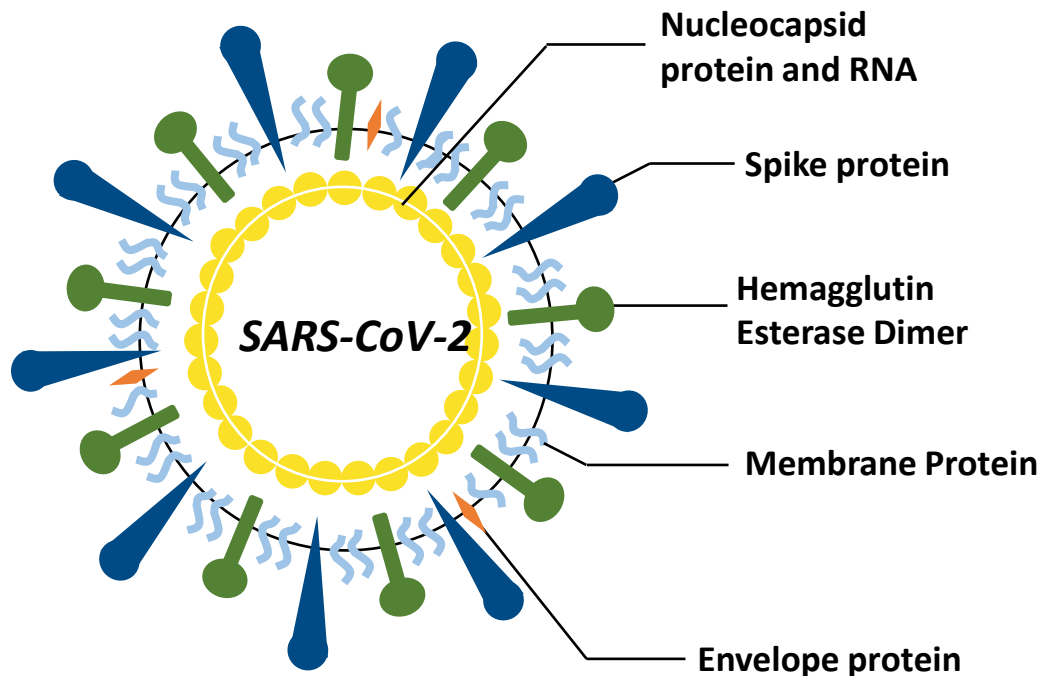 Nucleocapsid
protein and RNA
Spike protein
Hemagglutin
Esterase Dimer
SARS-CoV-2
Membrane Protein
Envelope protein